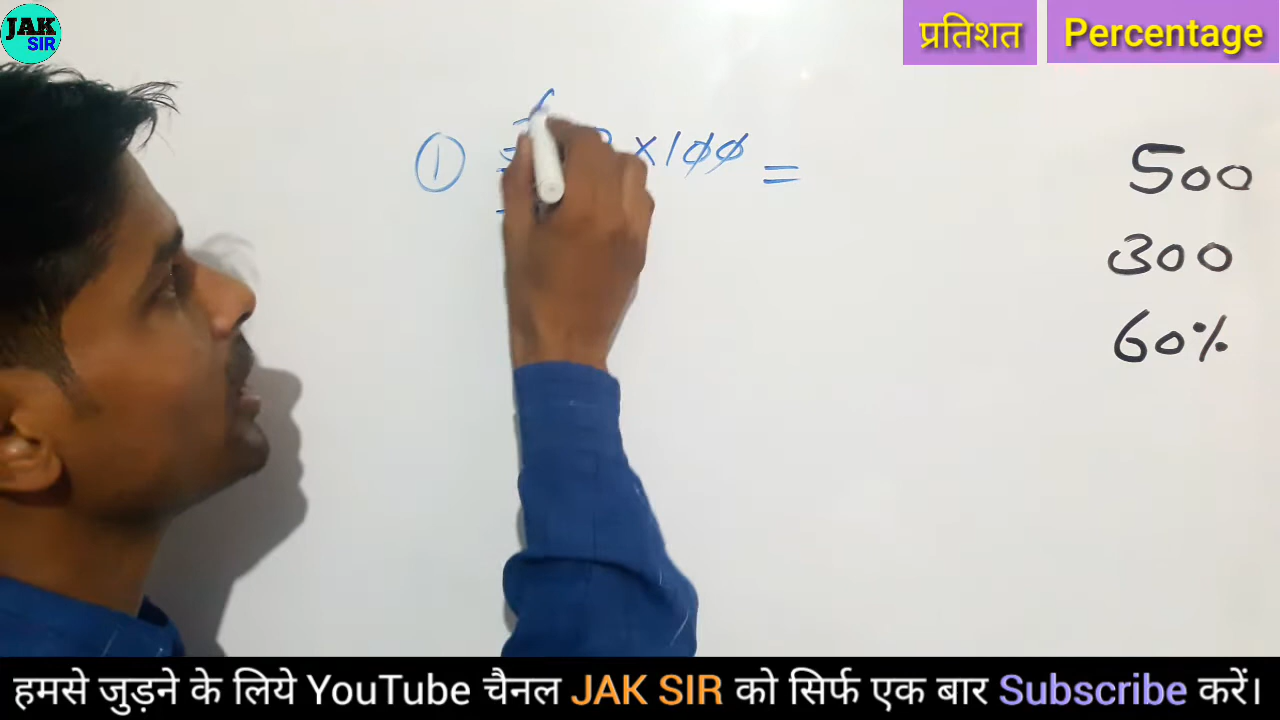 JAK
SIR
प्रतिशत
Percentage
① × 100 =
500
300
60%
हमसे जुड़ने के लिये YouTube चैनल JAK SIR को सिर्फ एक बार Subscribe करें।